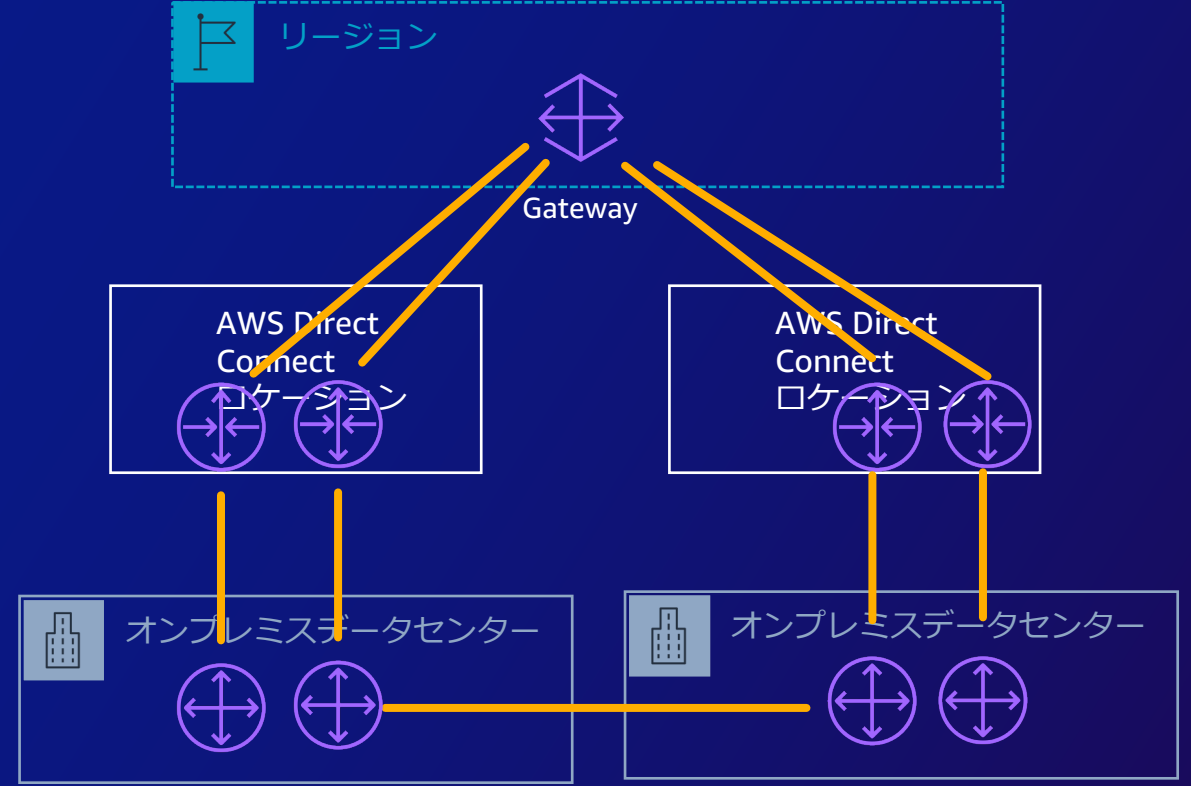 リージョン
Gateway
AWS Direct
Connect
ロケーション
AWS Direct
Connect
ロケーション
オンプレミスデータセンター
オンプレミスデータセンター